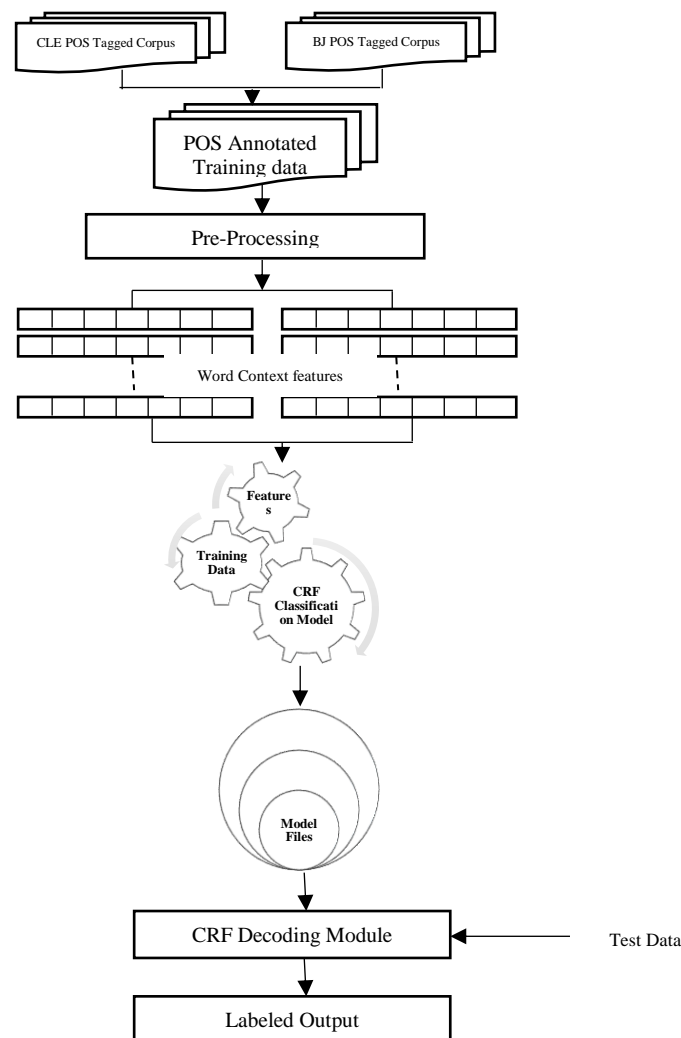 CLE POS Tagged Corpus
BJ POS Tagged Corpus
POS Annotated
Training data
Pre-Processing
Word Context features
Feature
s
Training
Data
CRF
Classificati
on Model
Model
Files
CRF Decoding Module
Test Data
Labeled Output